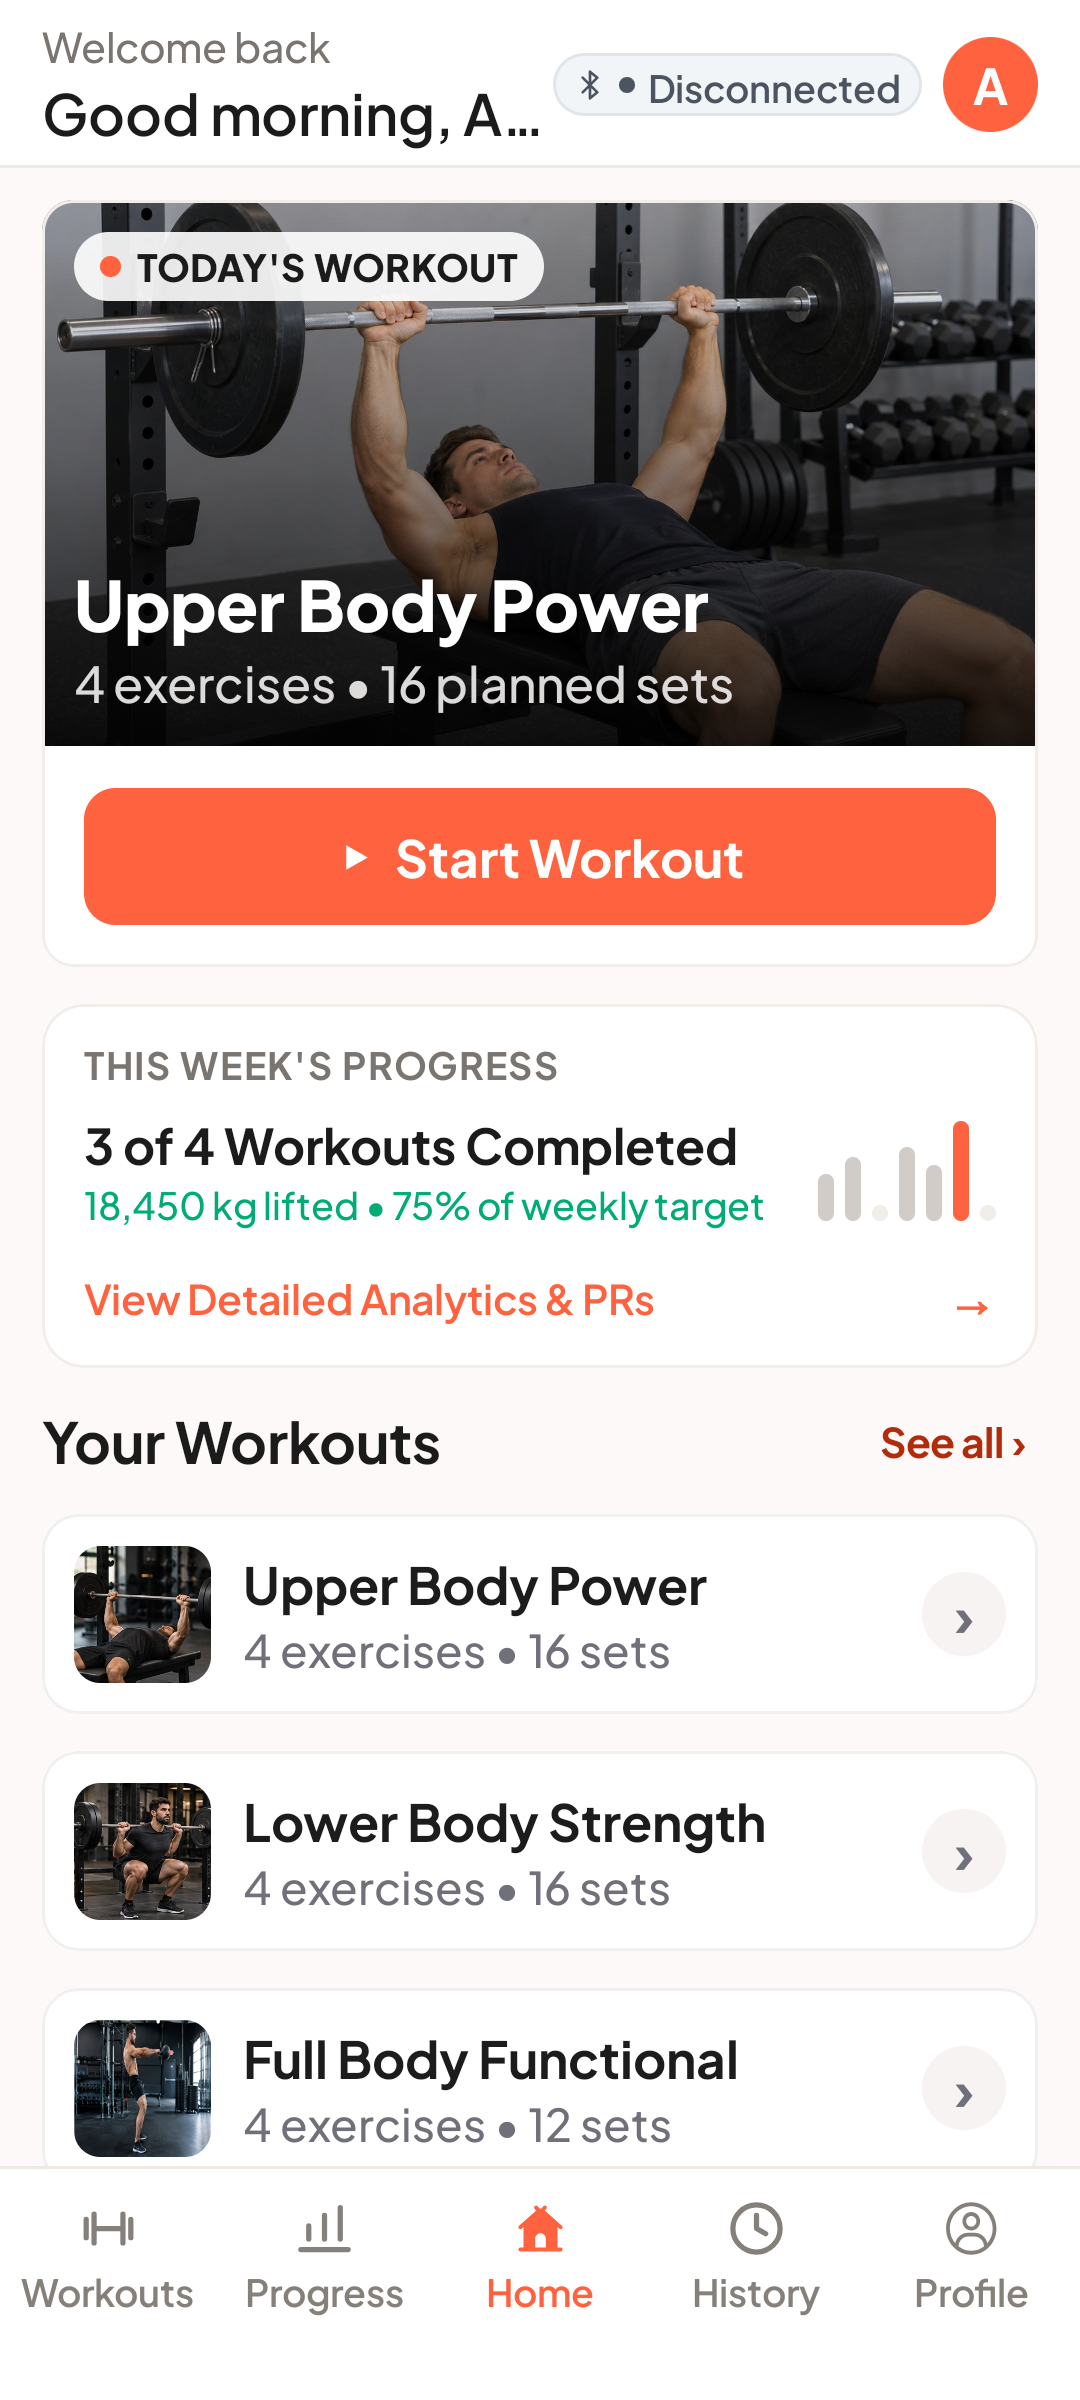 Welcome back
Good morning, A...
Disconnected
A
TODAY'S WORKOUT
Upper Body Power
4 exercises • 16 planned sets
Start Workout
THIS WEEK'S PROGRESS
3 of 4 Workouts Completed
18,450 kg lifted • 75% of weekly target
View Detailed Analytics & PRs →
Your Workouts
See all ›
Upper Body Power
4 exercises • 16 sets
Lower Body Strength
4 exercises • 16 sets
Full Body Functional
4 exercises • 12 sets
Workouts
Progress
Home
History
Profile